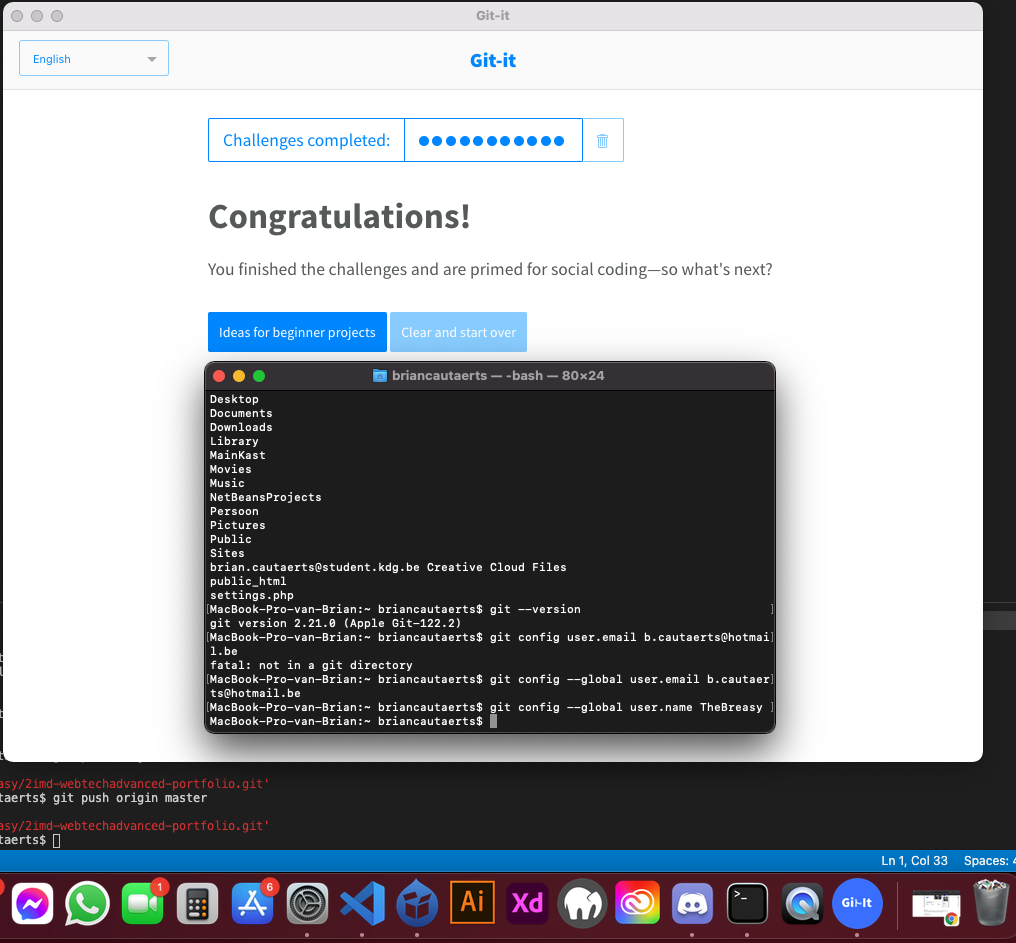 Git-it
English
Git-it
Challenges completed:
Congratulations!
You finished the challenges and are primed for social coding—so what's next?
Ideas for beginner projects
Clear and start over
briancautaerts — -bash — 80×24
Desktop
Documents
Downloads
Library
MainKast
Movies
Music
NetBeansProjects
Persoon
Pictures
Public
Sites
brian.cautaerts@student.kdg.be Creative Cloud Files
public_html
settings.php
[MacBook-Pro-van-Brian:~ briancautaerts$ git --version ]
git version 2.21.0 (Apple Git-122.2)
[MacBook-Pro-van-Brian:~ briancautaerts$ git config user.email b.cautaerts@hotmai]
l.be
fatal: not in a git directory
[MacBook-Pro-van-Brian:~ briancautaerts$ git config --global user.email b.cautaer]
ts@hotmail.be
[MacBook-Pro-van-Brian:~ briancautaerts$ git config --global user.name TheBreasy ]
MacBook-Pro-van-Brian:~ briancautaerts$
asy/2imd-webtechadvanced-portfolio.git'
taerts$ git push origin master
asy/2imd-webtechadvanced-portfolio.git'
taerts$
Ln 1, Col 33 Spaces: 4
1
6
Ai
Xd
>_
Git-It